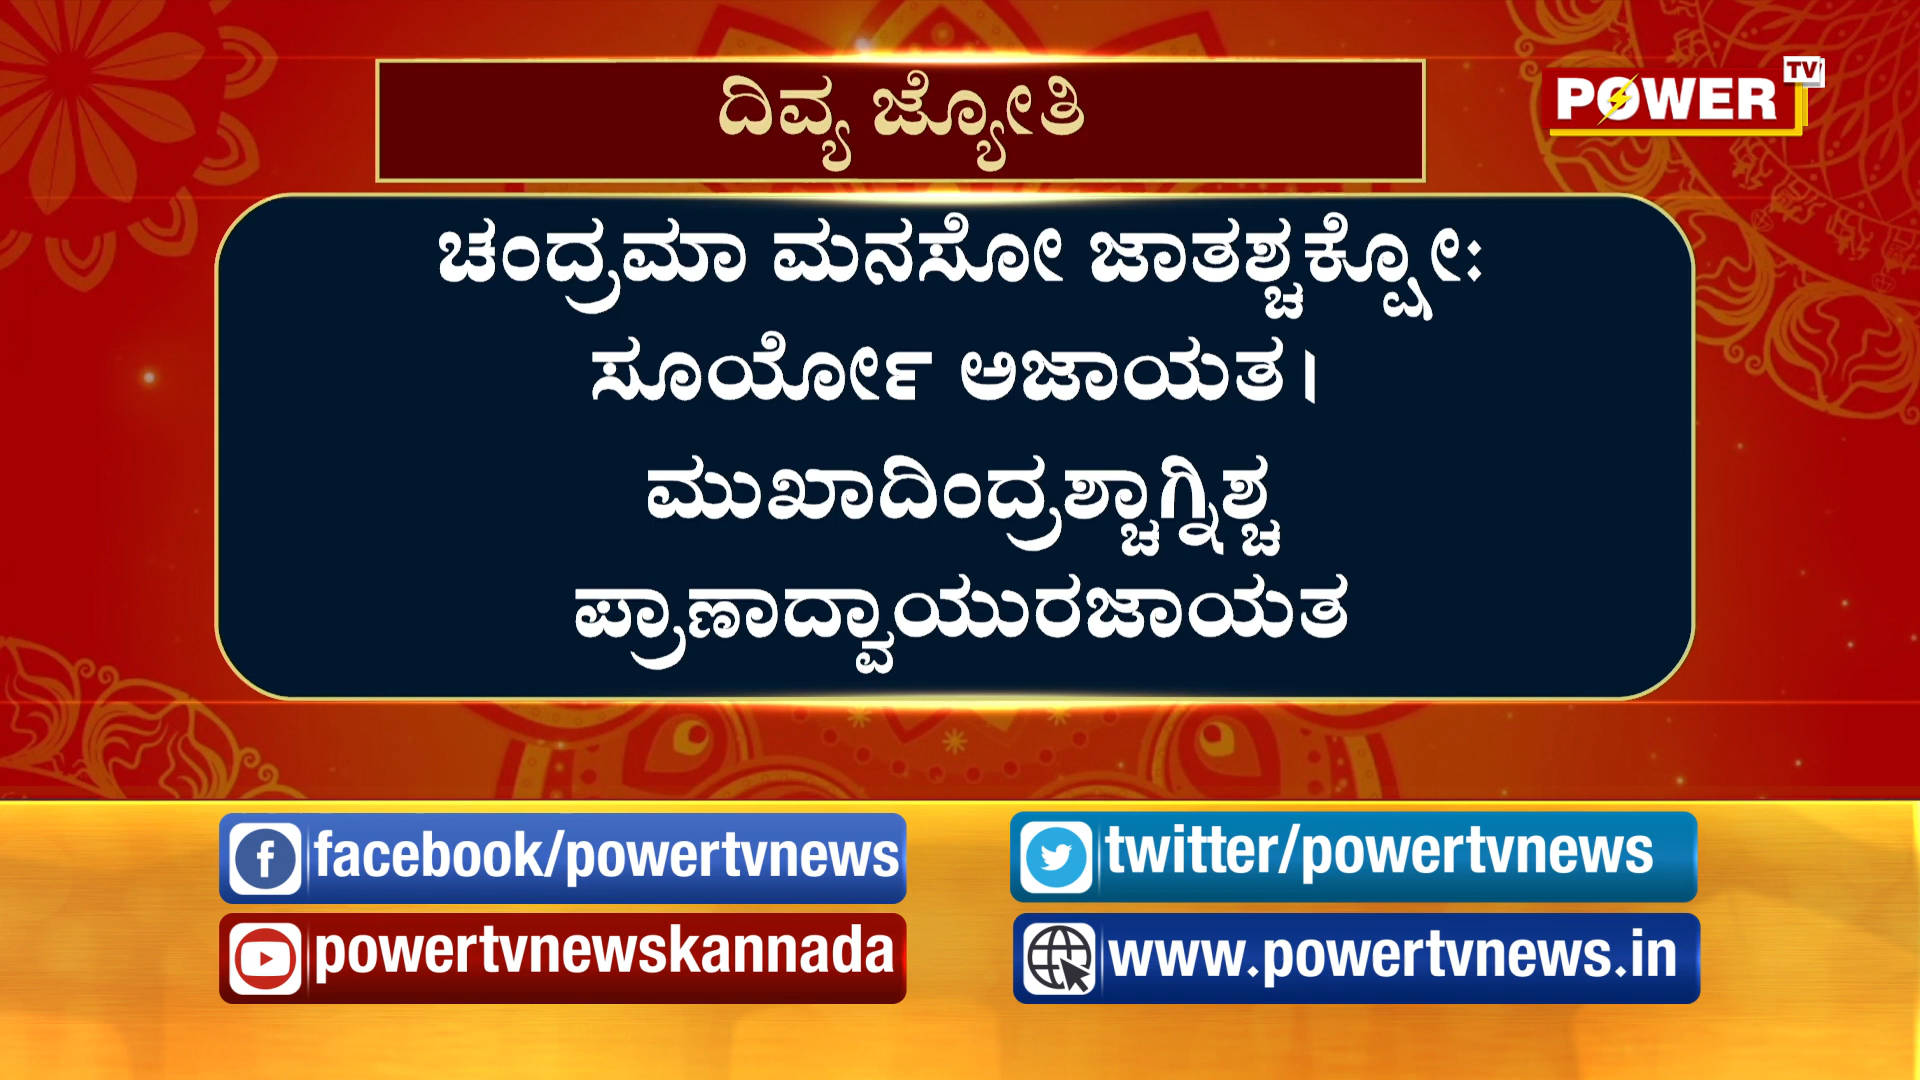 ದಿವ್ಯ ಜ್ಯೋತಿ
POWER TV
ಚಂದ್ರಮಾ ಮನಸೋ ಜಾತಶ್ಚಕ್ಷೋಃ
ಸೂರ್ಯೋ ಅಜಾಯತ।
ಮುಖಾದಿಂದ್ರಶ್ಚಾಗ್ನಿಶ್ಚ
ಪ್ರಾಣಾದ್ವಾಯುರಜಾಯತ
facebook/powertvnews
twitter/powertvnews
powertvnewskannada
www.powertvnews.in